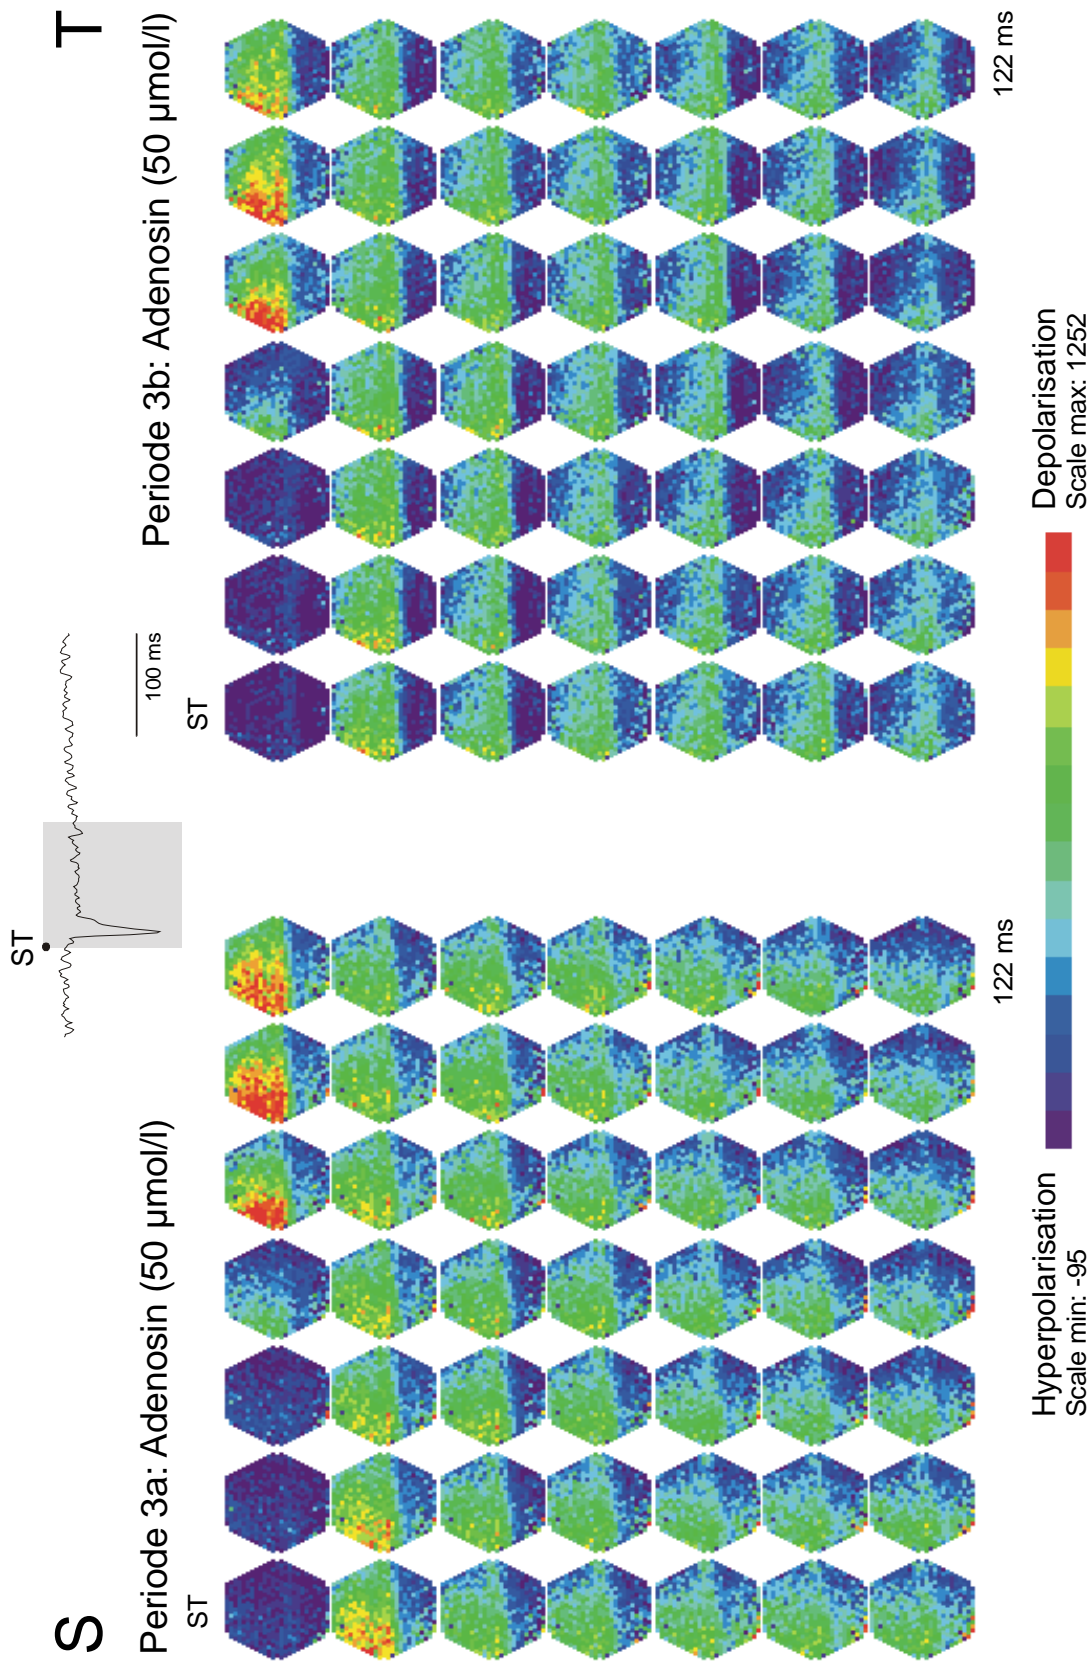 S
Periode 3a: Adenosin (50 µmol/l)
ST
122 ms
ST
100 ms
T
Periode 3b: Adenosin (50 µmol/l)
ST
122 ms
Hyperpolarisation
Scale min: -95
Depolarisation
Scale max: 1252